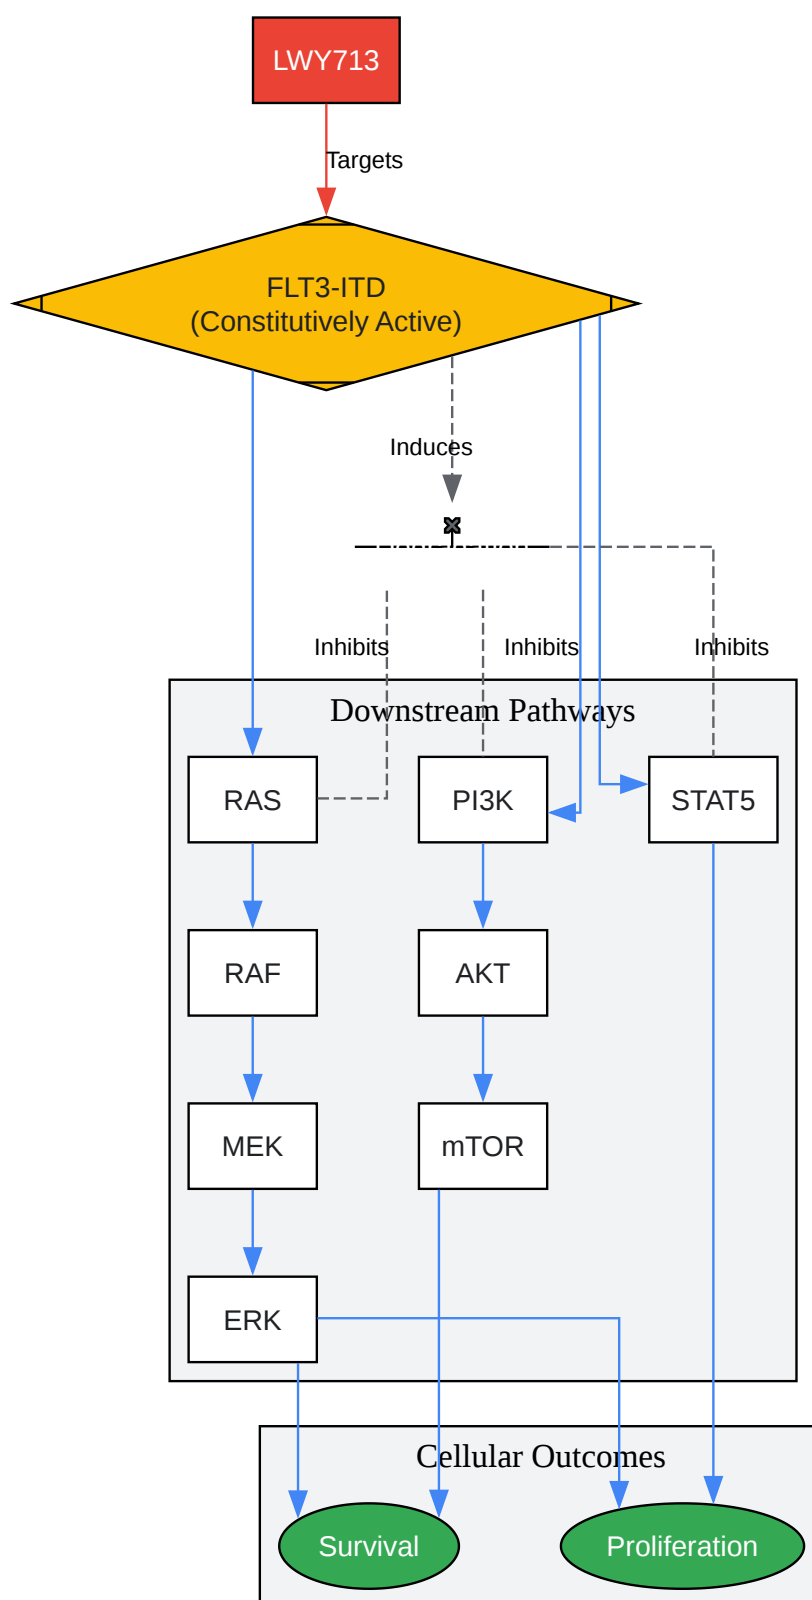 LWY713
Targets
FLT3-ITD
(Constitutively Active)
Induces
Inhibits
Inhibits
Inhibits
Downstream Pathways
RAS
PI3K
STAT5
RAF
AKT
MEK
mTOR
ERK
Cellular Outcomes
Survival
Proliferation